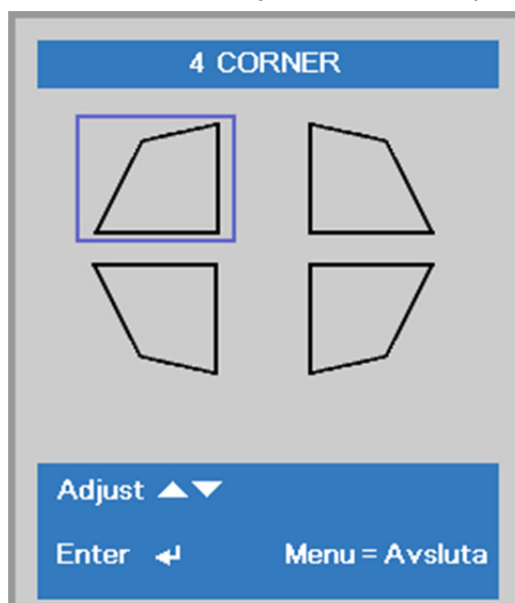 4 CORNER
Adjust ▲▼
Enter ↵ Menu = Avsluta